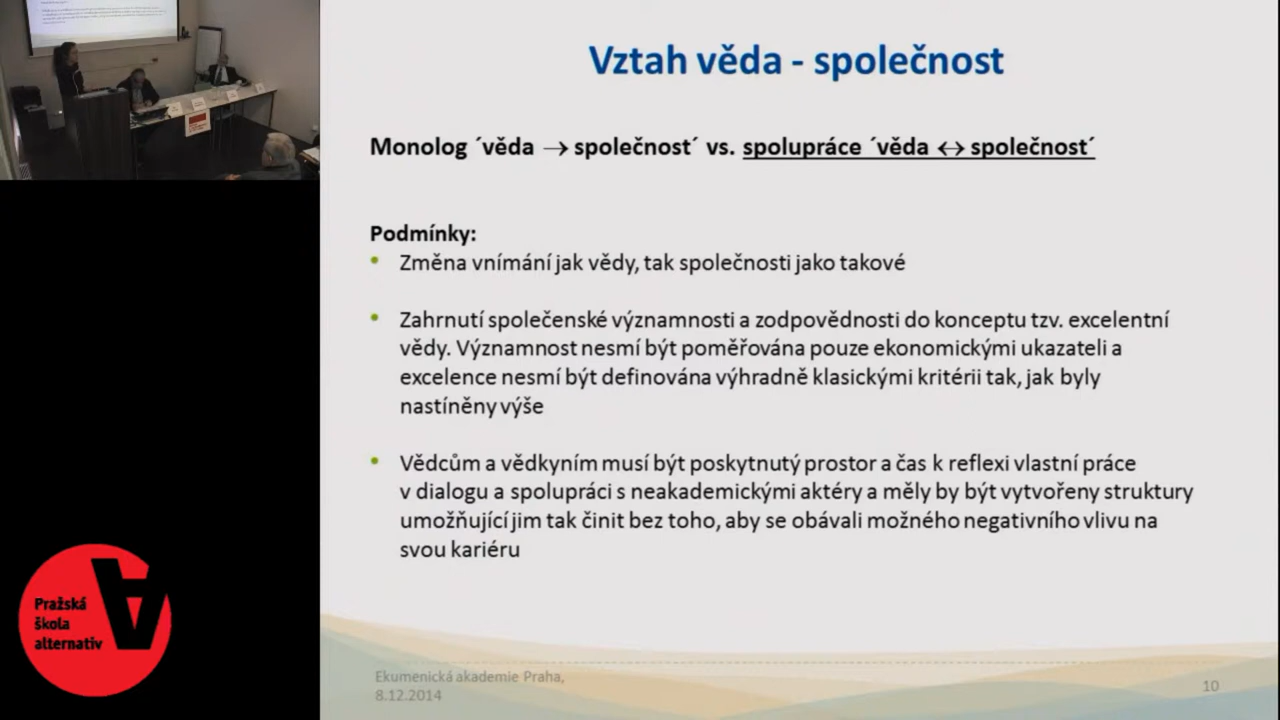 Vztah věda - společnost
Monolog ´věda → společnost´ vs. spolupráce ´věda ↔ společnost´
Podmínky:
• Změna vnímání jak vědy, tak společnosti jako takové
• Zahrnutí společenské významnosti a zodpovědnosti do konceptu tzv. excelentní
vědy. Významnost nesmí být poměřována pouze ekonomickými ukazateli a
excelence nesmí být definována výhradně klasickými kritérii tak, jak byly
nastíněny výše
• Vědcům a vědkyním musí být poskytnutý prostor a čas k reflexi vlastní práce
v dialogu a spolupráci s neakademickými aktéry a měly by být vytvořeny struktury
umožňující jim tak činit bez toho, aby se obávali možného negativního vlivu na
svou kariéru
Pražská
škola
alternativ
Ekumenická akademie Praha,
8.12.2014
10